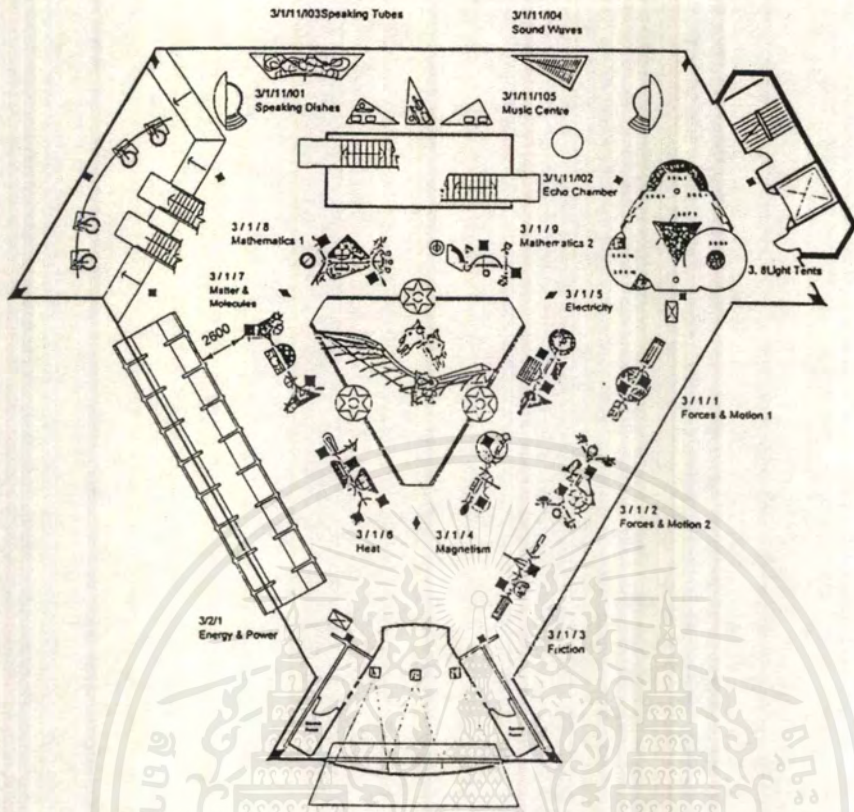 3/1/11/I03Speaking Tubes
3/1/11/I04
Sound Waves
3/1/11/I01
Speaking Dishes
3/1/11/105
Music Centre
3/1/11/I02
Echo Chamber
3 / 1 / 8
Mathematics 1
3 / 1 / 9
Mathematics 2
3. 8Light Tents
3 / 1 / 7
Matter &
Molecules
3 / 1 / 5
Electricity
2600
3 / 1 / 1
Forces & Motion 1
3 / 1 / 2
Forces & Motion 2
3 / 1 / 6
Heat
3 / 1 / 4
Magnetism
3/2/1
Energy & Power
3 / 1 / 3
Friction